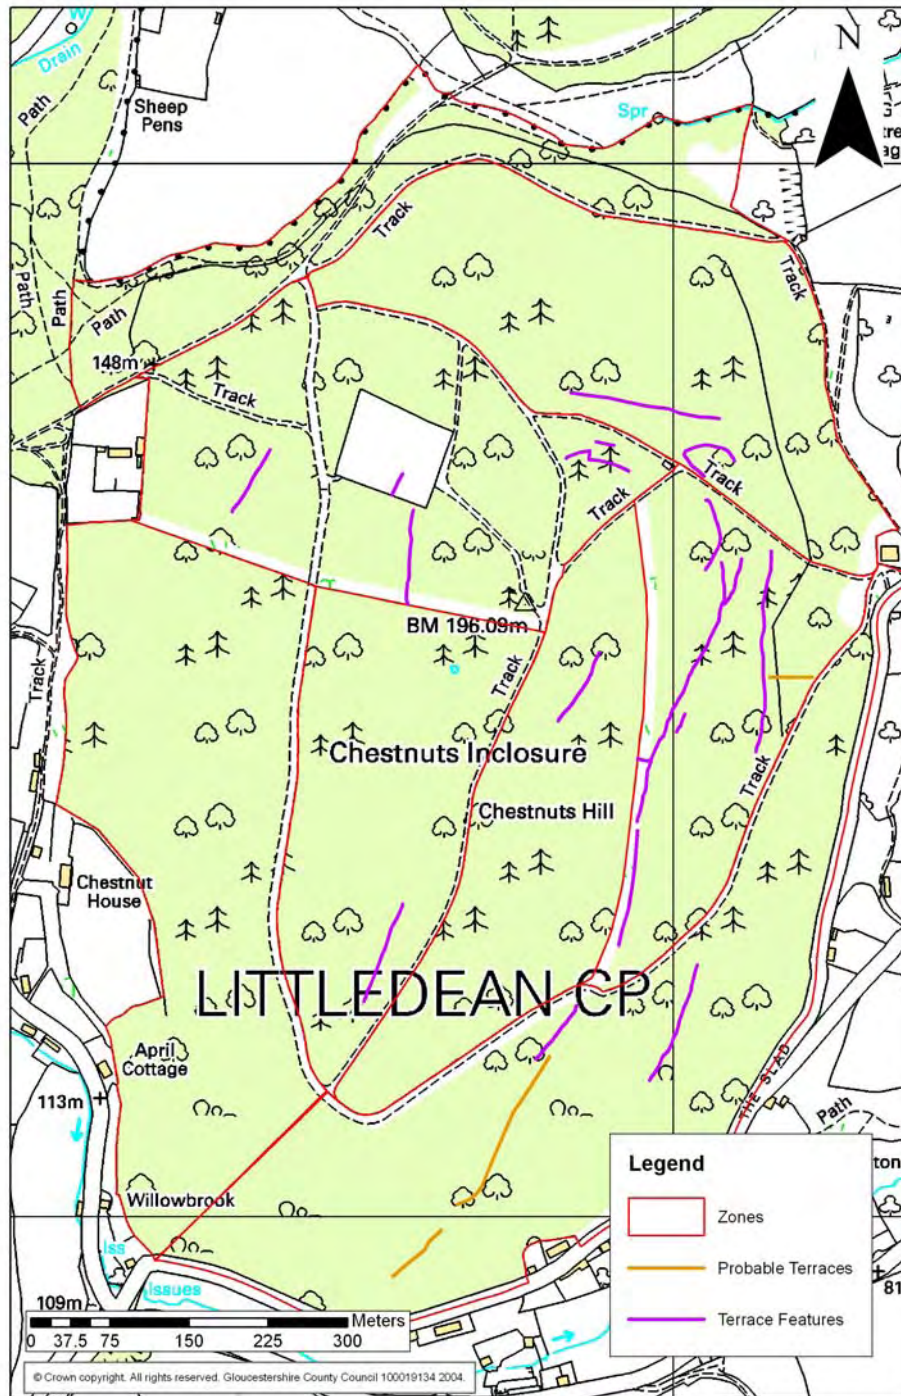 W
Drain
N
Path
Sheep
Pens
Spr
Track
Track
Path
Path
Path
148m
Track
Track
Track
BM 196.09m
Track
Track
Chestnuts Inclosure
Track
Chestnuts Hill
Chestnut
House
LITTLEDEAN CP
April
Cottage
113m
THE SLAD
Path
Willowbrook
Iss
Issues
109m
81
Legend
Zones
Probable Terraces
Terrace Features
Meters
0 37.5 75 150 225 300
© Crown copyright. All rights reserved. Gloucestershire County Council 100019134 2004.